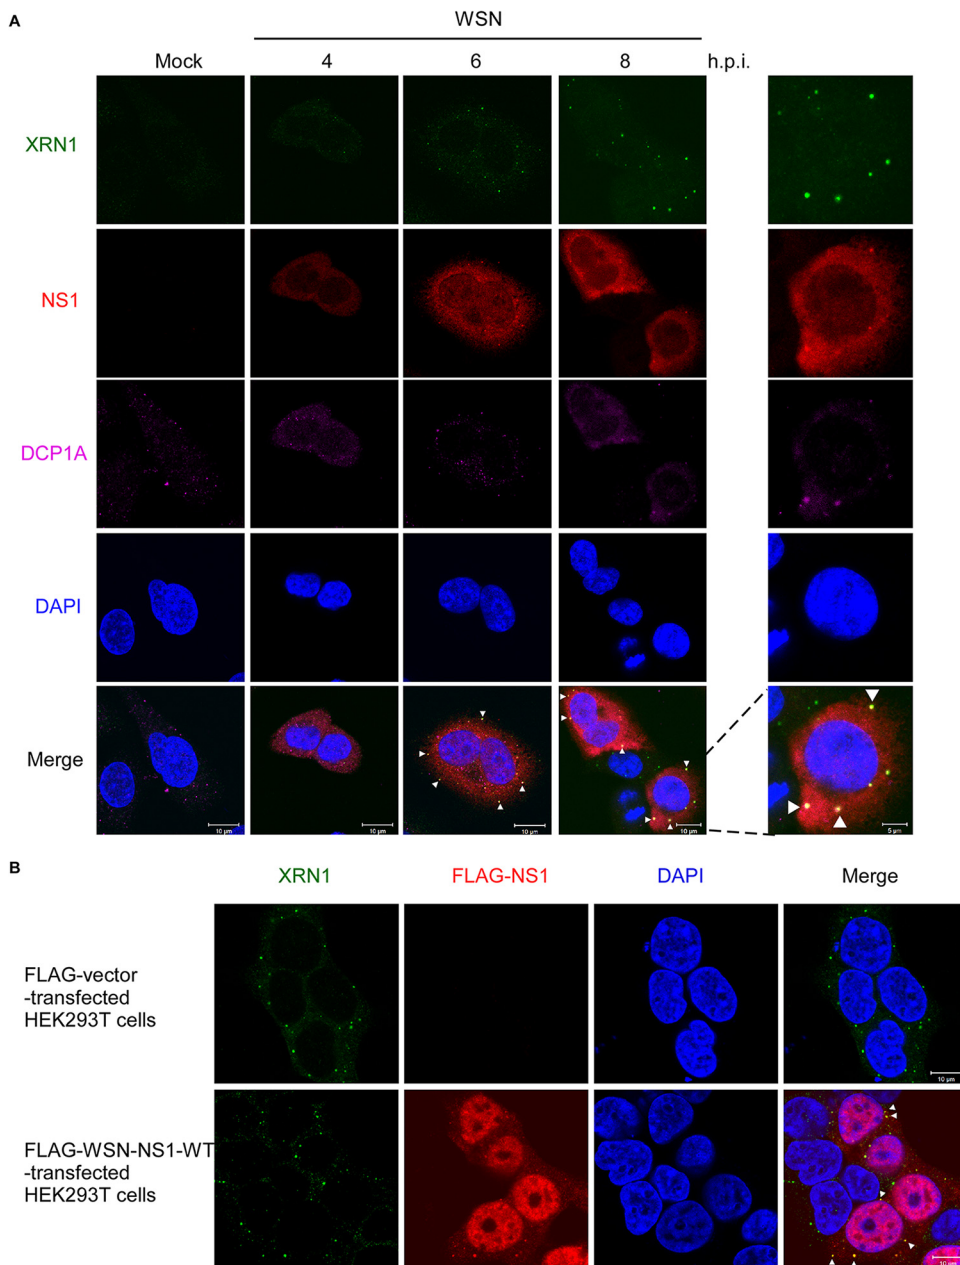 A
WSN
Mock 4 6 8 h.p.i.
XRN1
NS1
DCP1A
DAPI
Merge
10 μm 10 μm 10 μm 10 μm 5 μm
B
XRN1 FLAG-NS1 DAPI Merge
FLAG-vector
-transfected
HEK293T cells
10 μm
FLAG-WSN-NS1-WT
-transfected
HEK293T cells
10 μm